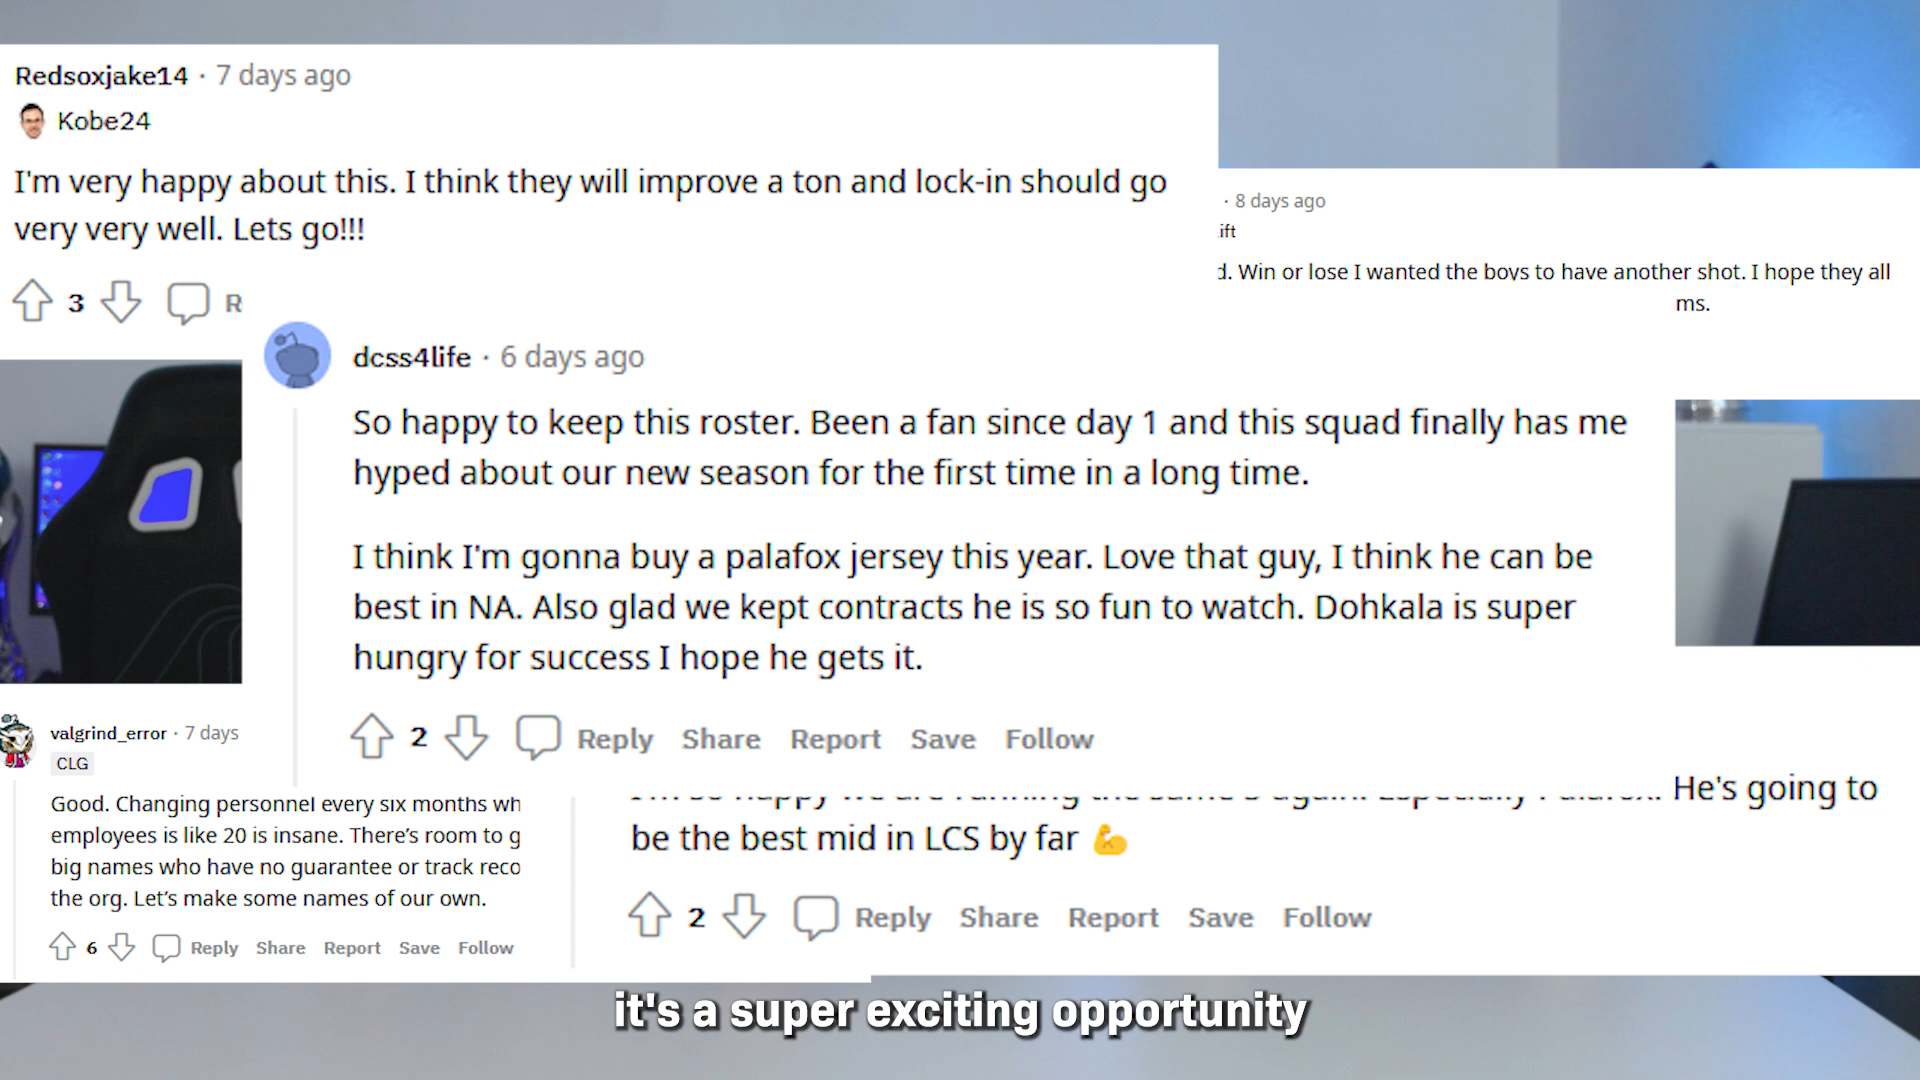 Redsoxjake14 · 7 days ago
Kobe24
I'm very happy about this. I think they will improve a ton and lock-in should go
very very well. Lets go!!!
3 R
· 8 days ago
ift
d. Win or lose I wanted the boys to have another shot. I hope they all
ms.
dcss4life · 6 days ago
So happy to keep this roster. Been a fan since day 1 and this squad finally has me
hyped about our new season for the first time in a long time.
I think I'm gonna buy a palafox jersey this year. Love that guy, I think he can be
best in NA. Also glad we kept contracts he is so fun to watch. Dohkala is super
hungry for success I hope he gets it.
2 Reply Share Report Save Follow
valgrind_error · 7 days
CLG
Good. Changing personnel every six months wh
employees is like 20 is insane. There’s room to g
big names who have no guarantee or track reco
the org. Let’s make some names of our own.
6 Reply Share Report Save Follow
He's going to
be the best mid in LCS by far 💪
2 Reply Share Report Save Follow
it's a super exciting opportunity